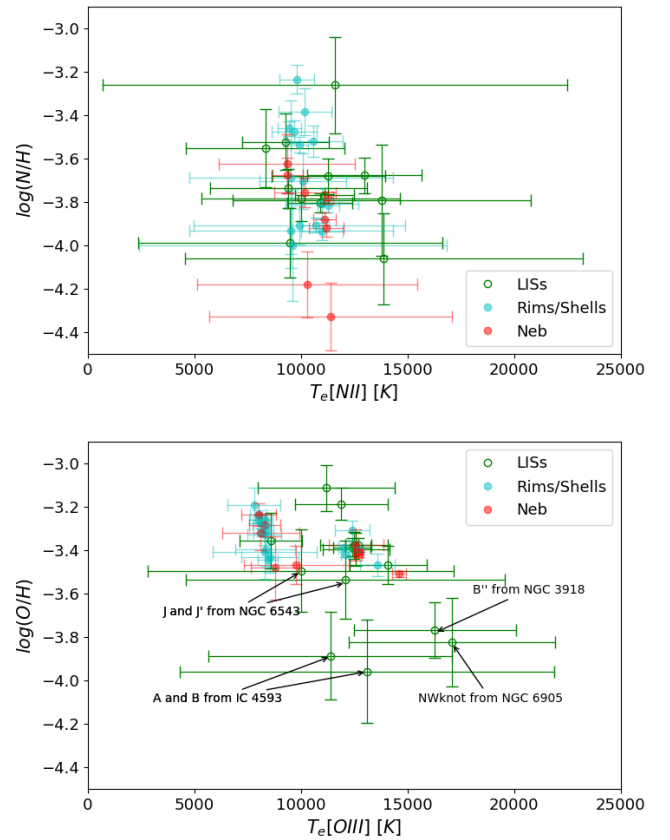 −3.0
−3.2
−3.4
−3.6
−3.8
−4.0
−4.2
−4.4
log(N/H)
LISs
Rims/Shells
Neb
0 5000 10000 15000 20000 25000
T_e[NII] [K]
−3.0
−3.2
−3.4
−3.6
−3.8
−4.0
−4.2
−4.4
log(O/H)
LISs
Rims/Shells
Neb
B'' from NGC 3918
J and J' from NGC 6543
A and B from IC 4593
NWknot from NGC 6905
0 5000 10000 15000 20000 25000
T_e[OIII] [K]